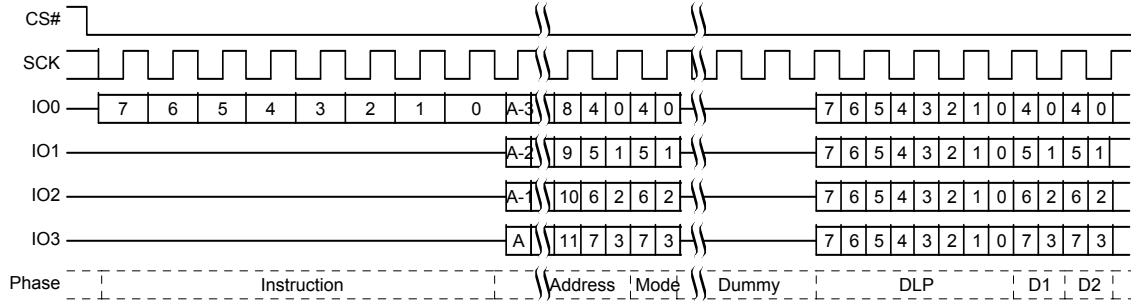 CS#
SCK
IO0 7 6 5 4 3 2 1 0 A-3 8 4 0 4 0 7 6 5 4 3 2 1 0 4 0 4 0
IO1 A-2 9 5 1 5 1 7 6 5 4 3 2 1 0 5 1 5 1
IO2 A-1 10 6 2 6 2 7 6 5 4 3 2 1 0 6 2 6 2
IO3 A 11 7 3 7 3 7 6 5 4 3 2 1 0 7 3 7 3
Phase Instruction Address Mode Dummy DLP D1 D2